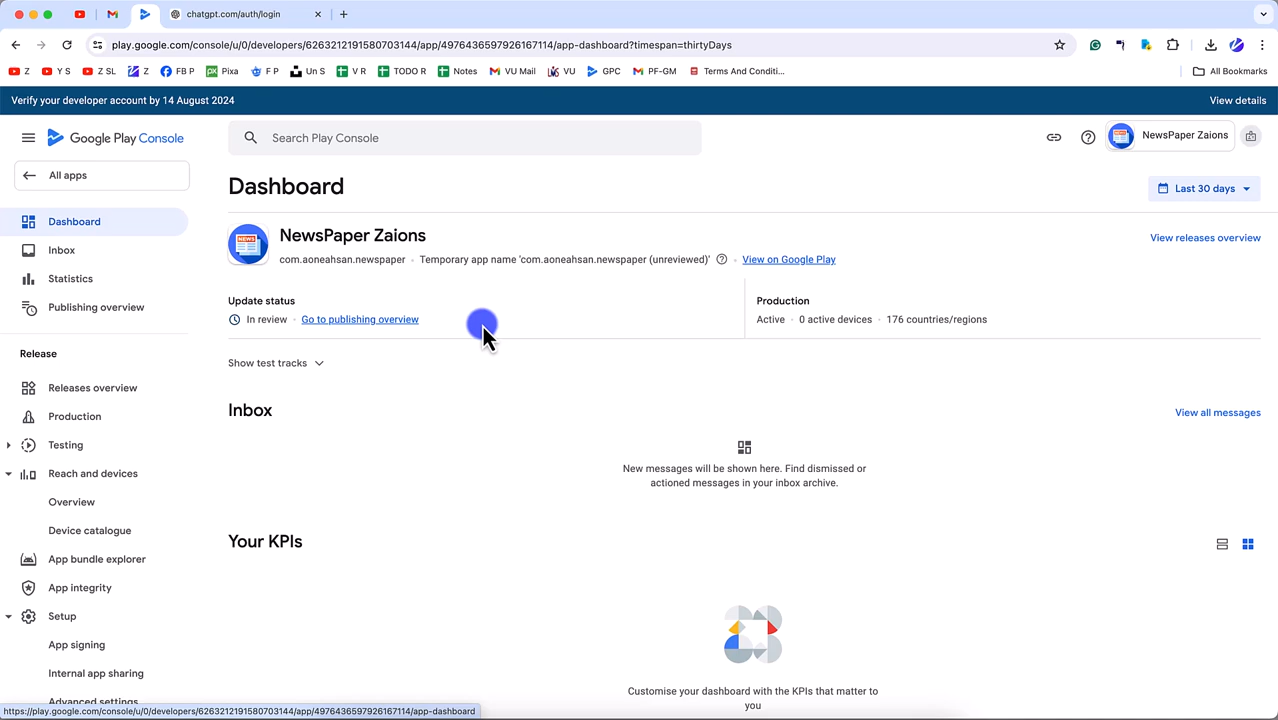 chatgpt.com/auth/login
play.google.com/console/u/0/developers/6263212191580703144/app/4976436597926167114/app-dashboard?timespan=thirtyDays
Z Y S Z SL Z FB P Pixa F P Un S V R TODO R Notes VU Mail VU GPC PF-GM Terms And Conditi... All Bookmarks
Verify your developer account by 14 August 2024 View details
Google Play Console
Search Play Console
NewsPaper Zaions
All apps
Dashboard
Inbox
Statistics
Publishing overview
Release
Releases overview
Production
Testing
Reach and devices
Overview
Device catalogue
App bundle explorer
App integrity
Setup
App signing
Internal app sharing
Advanced settings
Dashboard
Last 30 days
NewsPaper Zaions
View releases overview
com.aoneahsan.newspaper · Temporary app name 'com.aoneahsan.newspaper (unreviewed)' · View on Google Play
Update status
In review · Go to publishing overview
Production
Active · 0 active devices · 176 countries/regions
Show test tracks
Inbox
View all messages
New messages will be shown here. Find dismissed or
actioned messages in your inbox archive.
Your KPIs
NEWS
Customise your dashboard with the KPIs that matter to
you
https://play.google.com/console/u/0/developers/6263212191580703144/app/4976436597926167114/app-dashboard